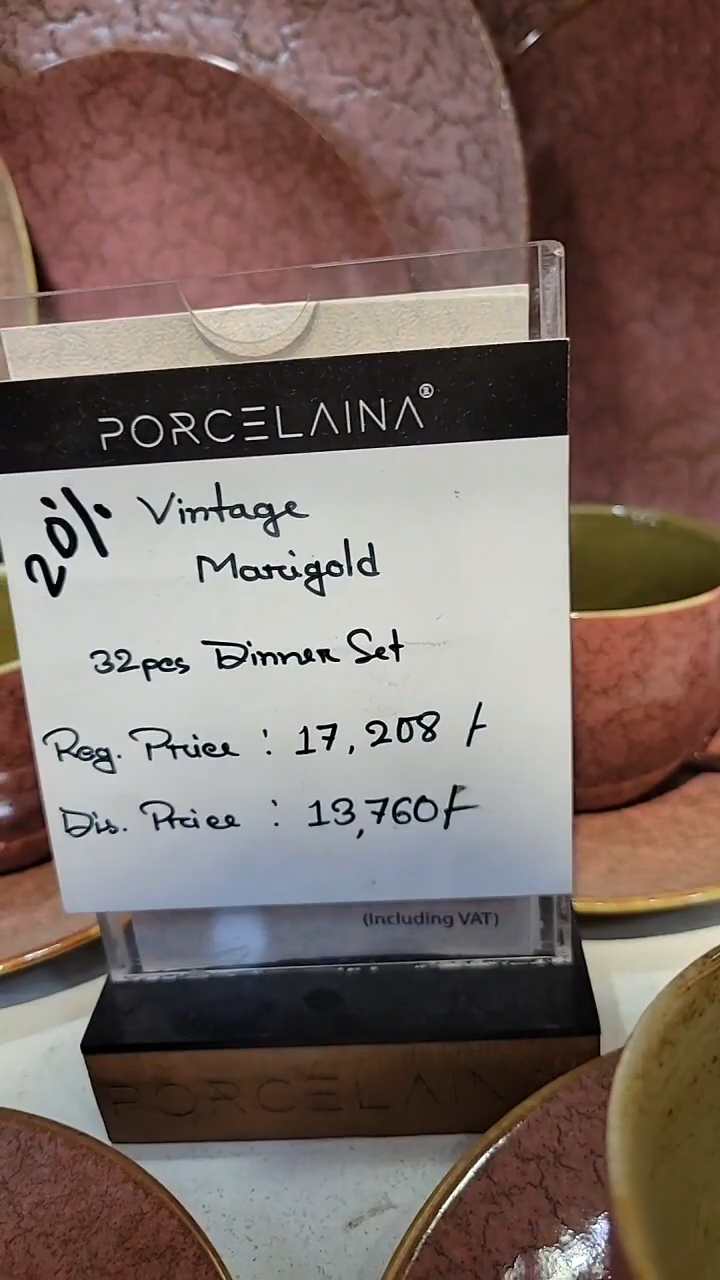 PORCELAINA®
20% Vintage
Marigold
32pcs Dinner Set
Reg. Price : 17,208/-
Dis. Price : 13,760/-
(Including VAT)
PORCELAINA